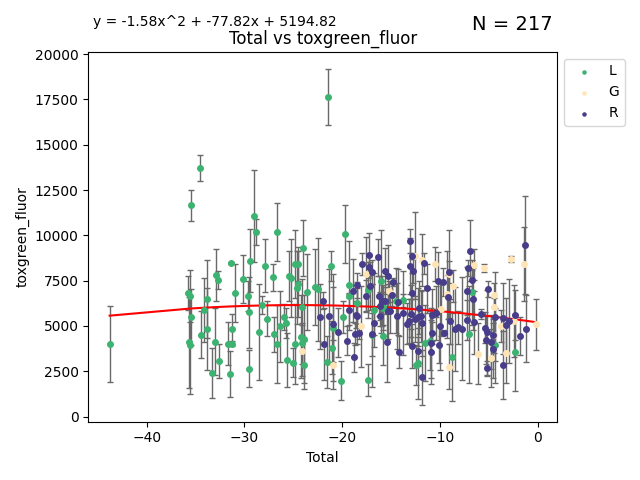 y = -1.58x^2 + -77.82x + 5194.82
N = 217
Total vs toxgreen_fluor
20000
17500
15000
12500
10000
7500
5000
2500
0
toxgreen_fluor
−40
−30
−20
−10
0
Total
L
G
R